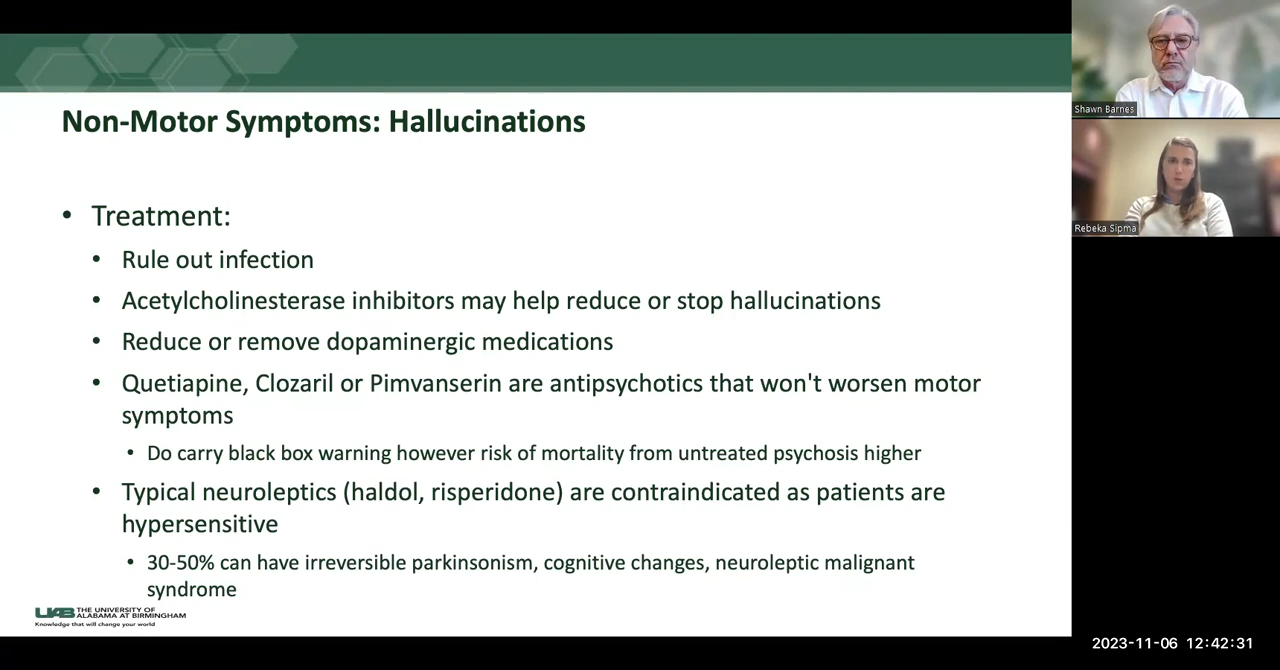 Non-Motor Symptoms: Hallucinations
• Treatment:
• Rule out infection
• Acetylcholinesterase inhibitors may help reduce or stop hallucinations
• Reduce or remove dopaminergic medications
• Quetiapine, Clozaril or Pimvanserin are antipsychotics that won't worsen motor
symptoms
• Do carry black box warning however risk of mortality from untreated psychosis higher
• Typical neuroleptics (haldol, risperidone) are contraindicated as patients are
hypersensitive
• 30-50% can have irreversible parkinsonism, cognitive changes, neuroleptic malignant
syndrome
UAB THE UNIVERSITY OF
ALABAMA AT BIRMINGHAM
Knowledge that will change your world
Shawn Barnes
Rebeka Sipma
2023-11-06 12:42:31